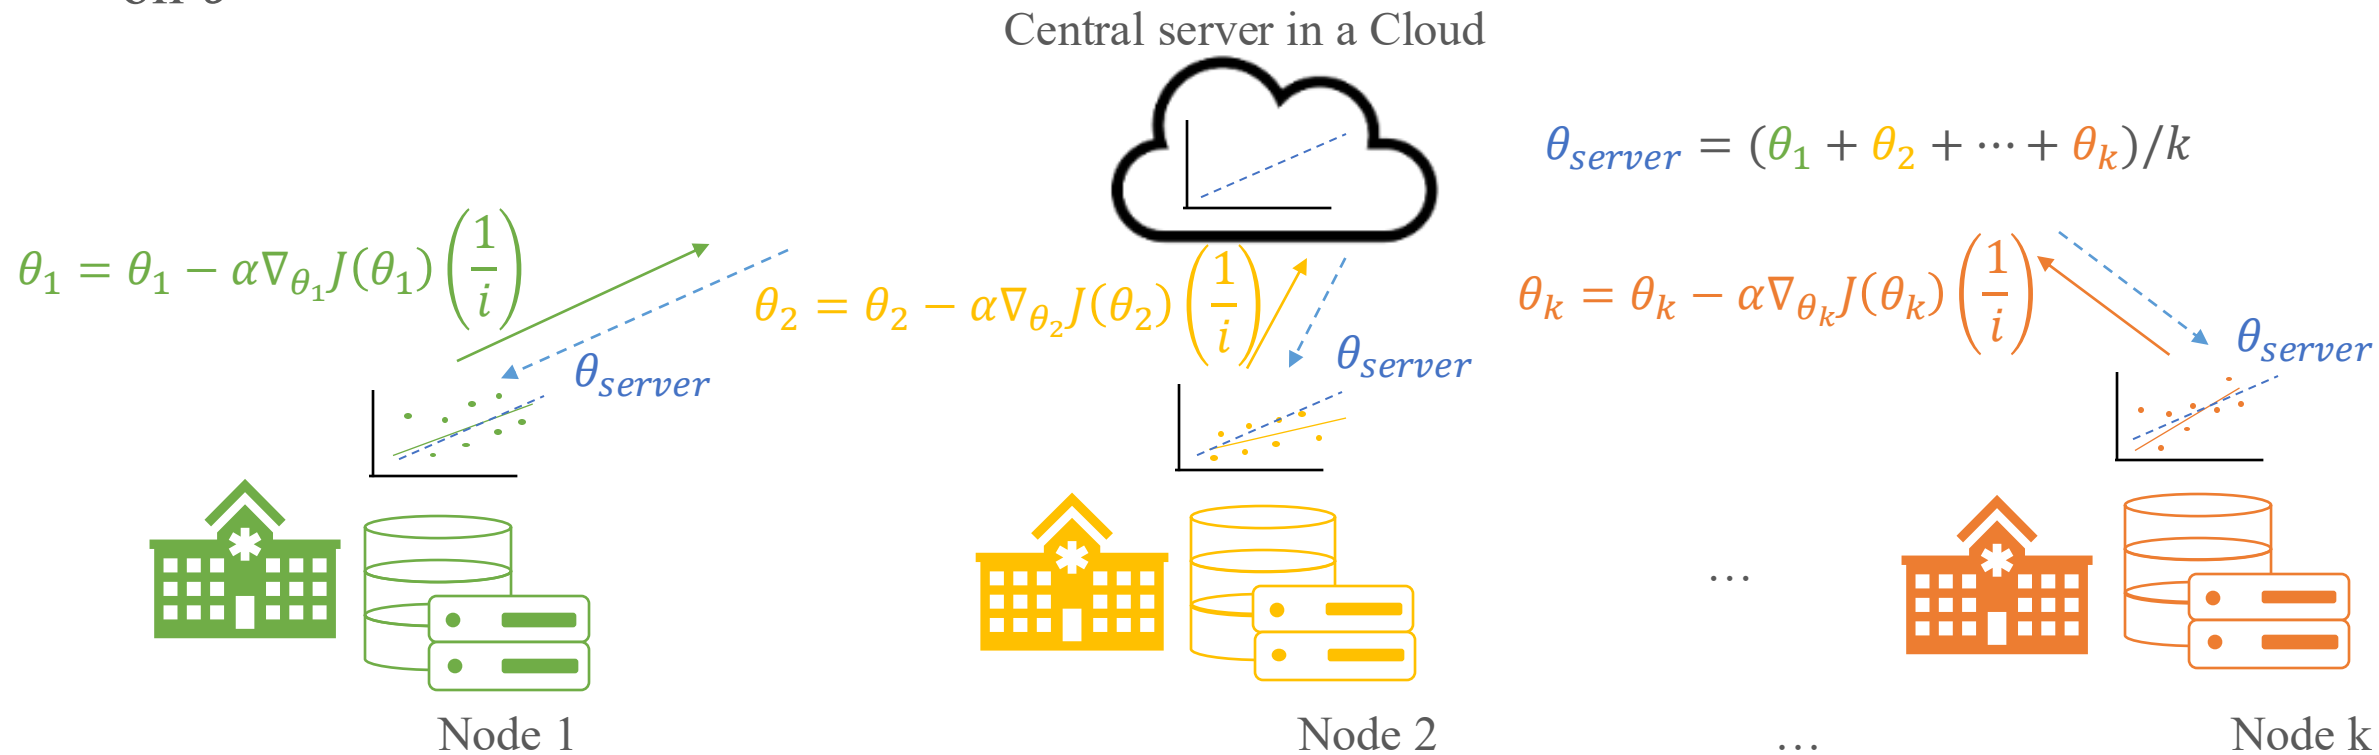 Central server in a Cloud
θ_server = (θ_1 + θ_2 + ⋯ + θ_k)/k
θ_1 = θ_1 − α∇_{θ_1}J(θ_1)(1/i)
θ_2 = θ_2 − α∇_{θ_2}J(θ_2)(1/i)
θ_k = θ_k − α∇_{θ_k}J(θ_k)(1/i)
θ_server
θ_server
θ_server
…
Node 1
Node 2
…
Node k